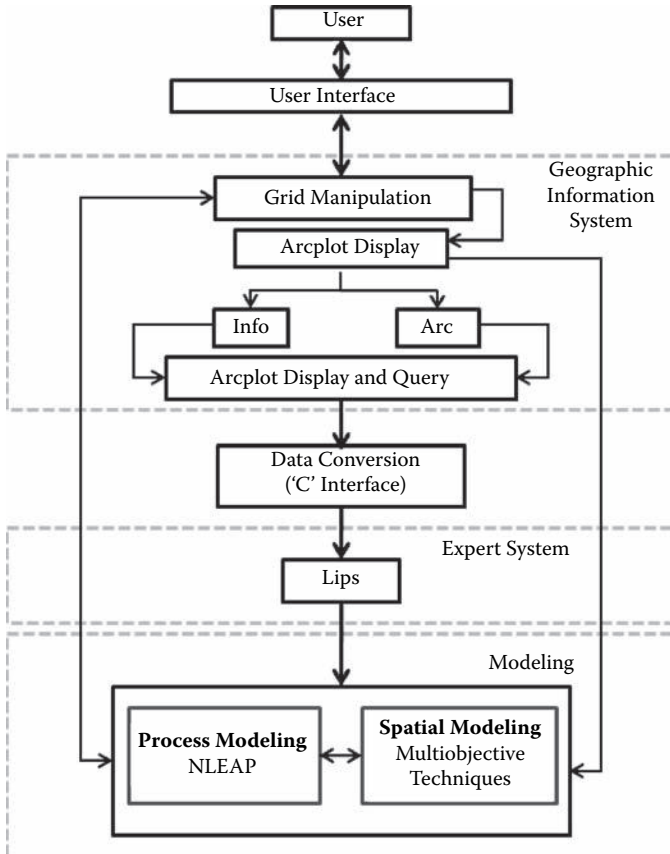 User
User Interface
Geographic
Information
System
Grid Manipulation
Arcplot Display
Info
Arc
Arcplot Display and Query
Data Conversion
('C' Interface)
Expert System
Lips
Modeling
Process Modeling
NLEAP
Spatial Modeling
Multiobjective
Techniques